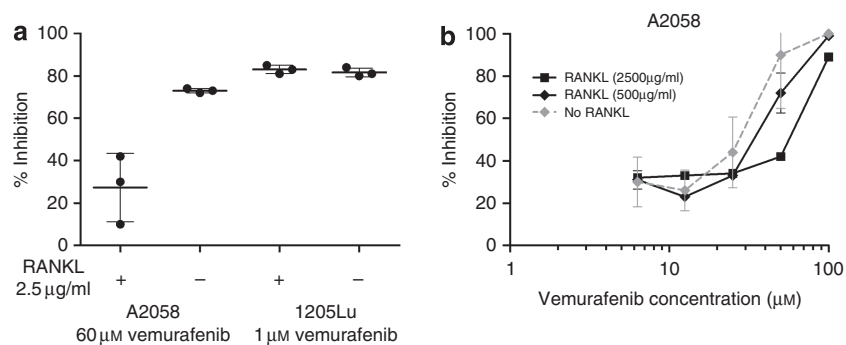 a
100
80
60
40
20
0
% Inhibition
RANKL
2.5 μg/ml
+
–
+
–
A2058
60 μM vemurafenib
1205Lu
1 μM vemurafenib
b
A2058
100
80
60
40
20
0
% Inhibition
RANKL (2500μg/ml)
RANKL (500μg/ml)
No RANKL
1
10
100
Vemurafenib concentration (μM)